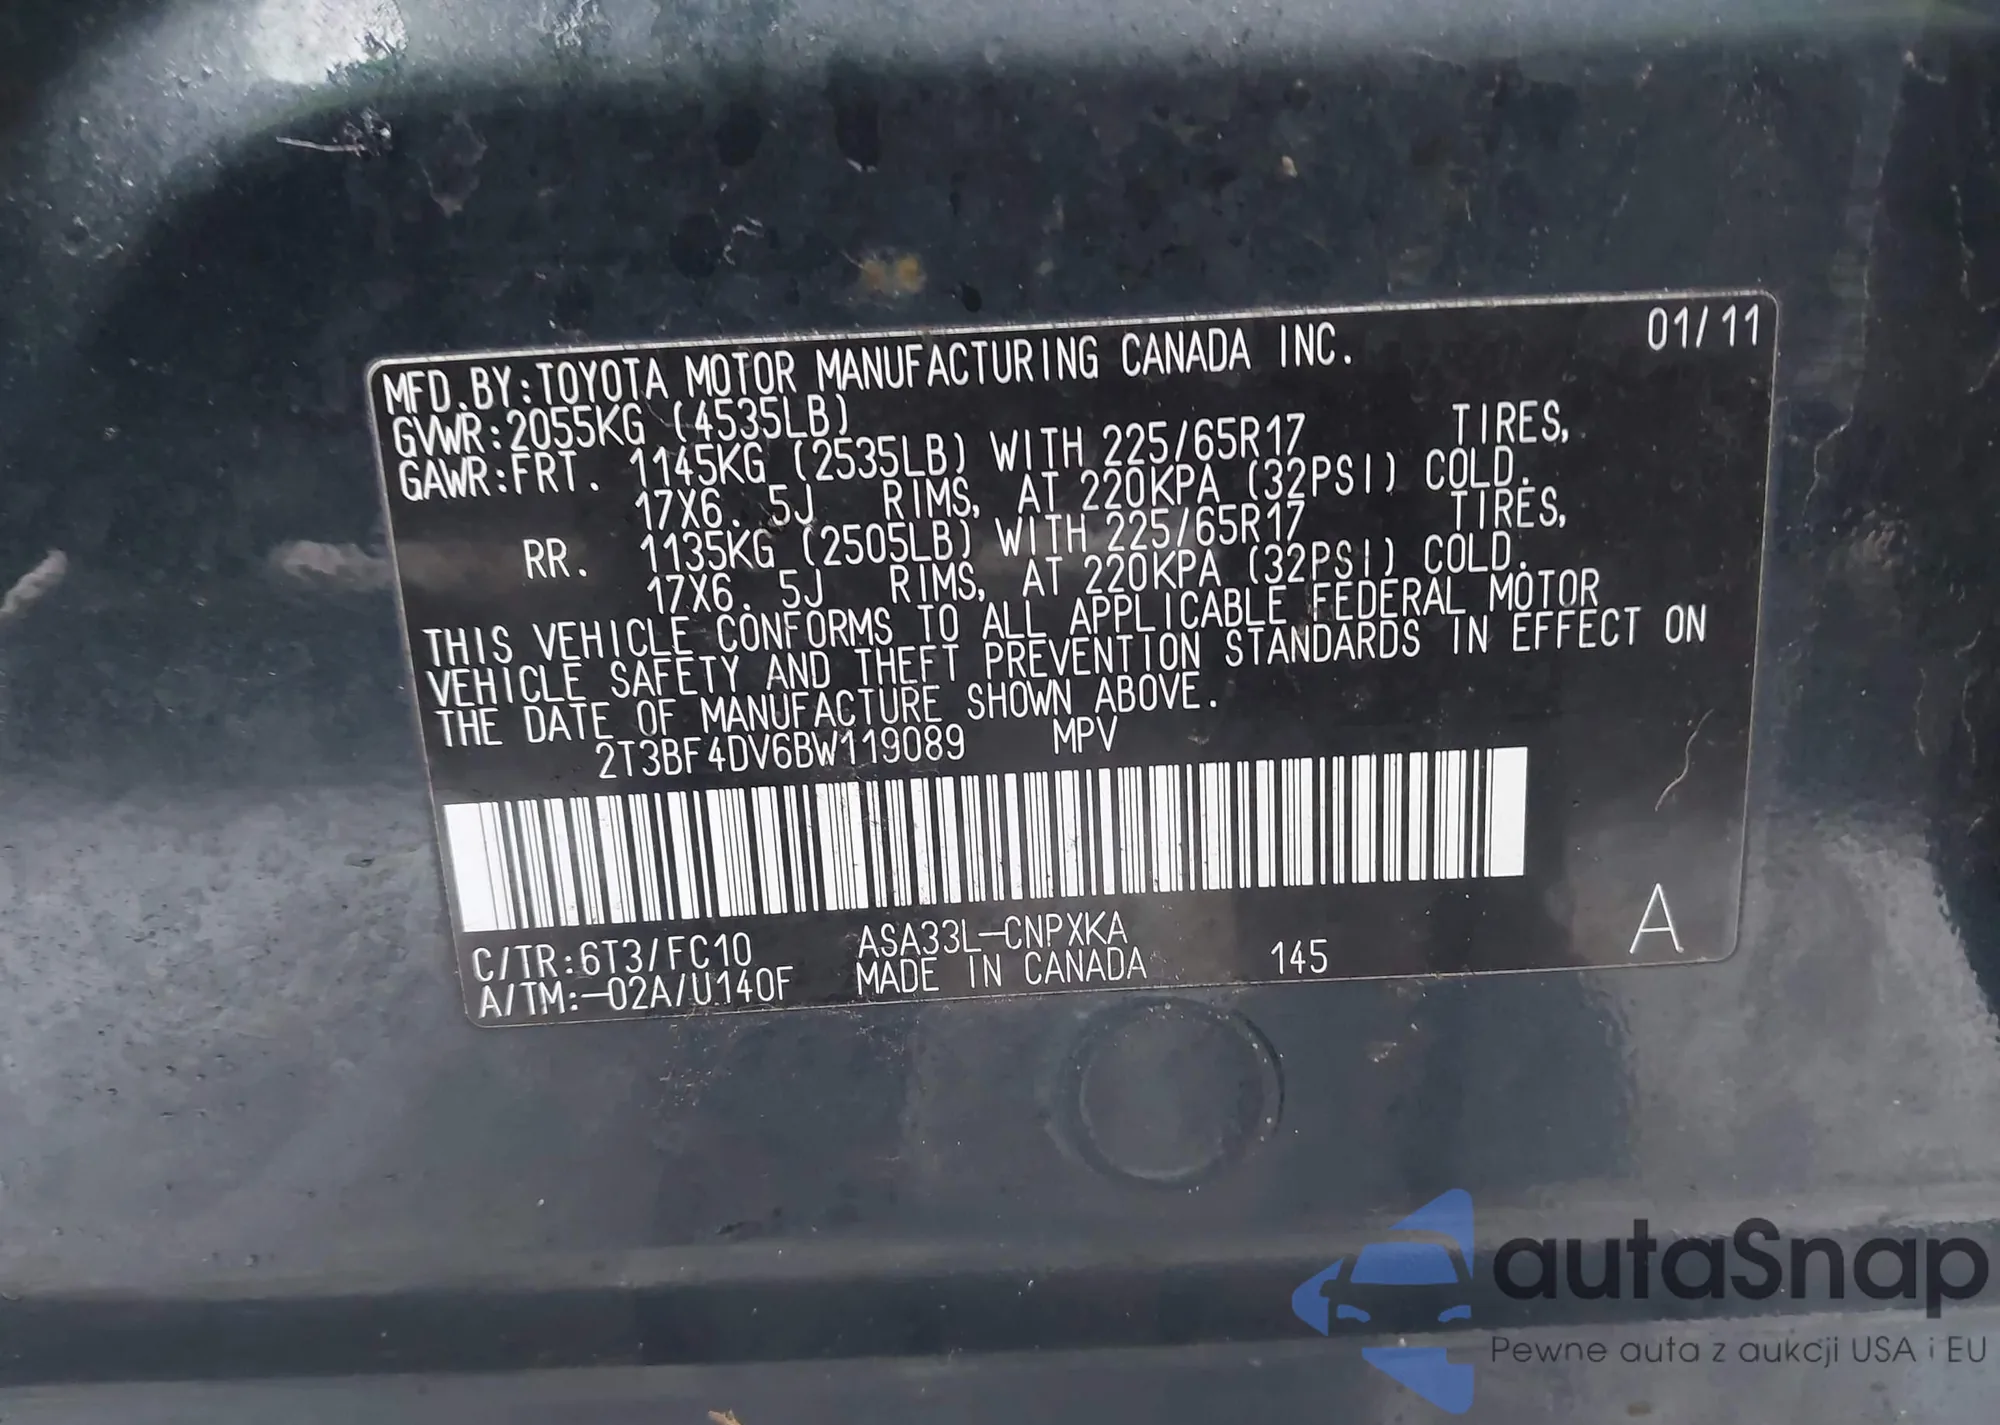 01/11
MFD.BY:TOYOTA MOTOR MANUFACTURING CANADA INC.
GVWR:2055KG (4535LB)
GAWR:FRT. 1145KG (2535LB) WITH 225/65R17 TIRES,
17X6. 5J RIMS, AT 220KPA (32PSI) COLD.
RR. 1135KG (2505LB) WITH 225/65R17 TIRES,
17X6. 5J RIMS, AT 220KPA (32PSI) COLD.
THIS VEHICLE CONFORMS TO ALL APPLICABLE FEDERAL MOTOR
VEHICLE SAFETY AND THEFT PREVENTION STANDARDS IN EFFECT ON
THE DATE OF MANUFACTURE SHOWN ABOVE.
2T3BF4DV6BW119089 MPV
C/TR:6T3/FC10 ASA33L-CNPXKA
A/TM:-02A/U140F MADE IN CANADA 145 A
autaSnap
Pewne auta z aukcji USA i EU